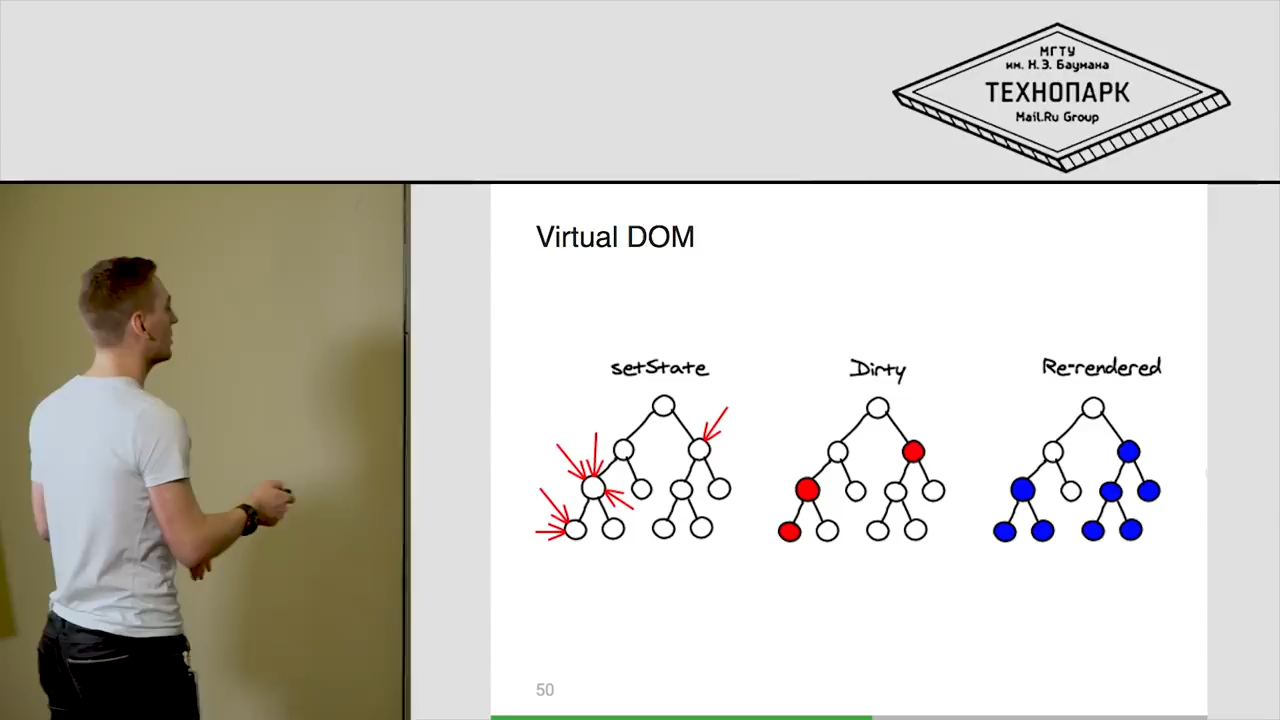 МГТУ
им. Н.Э. Баумана
ТЕХНОПАРК
Mail.Ru Group
Virtual DOM
setState
Dirty
Re-rendered
50